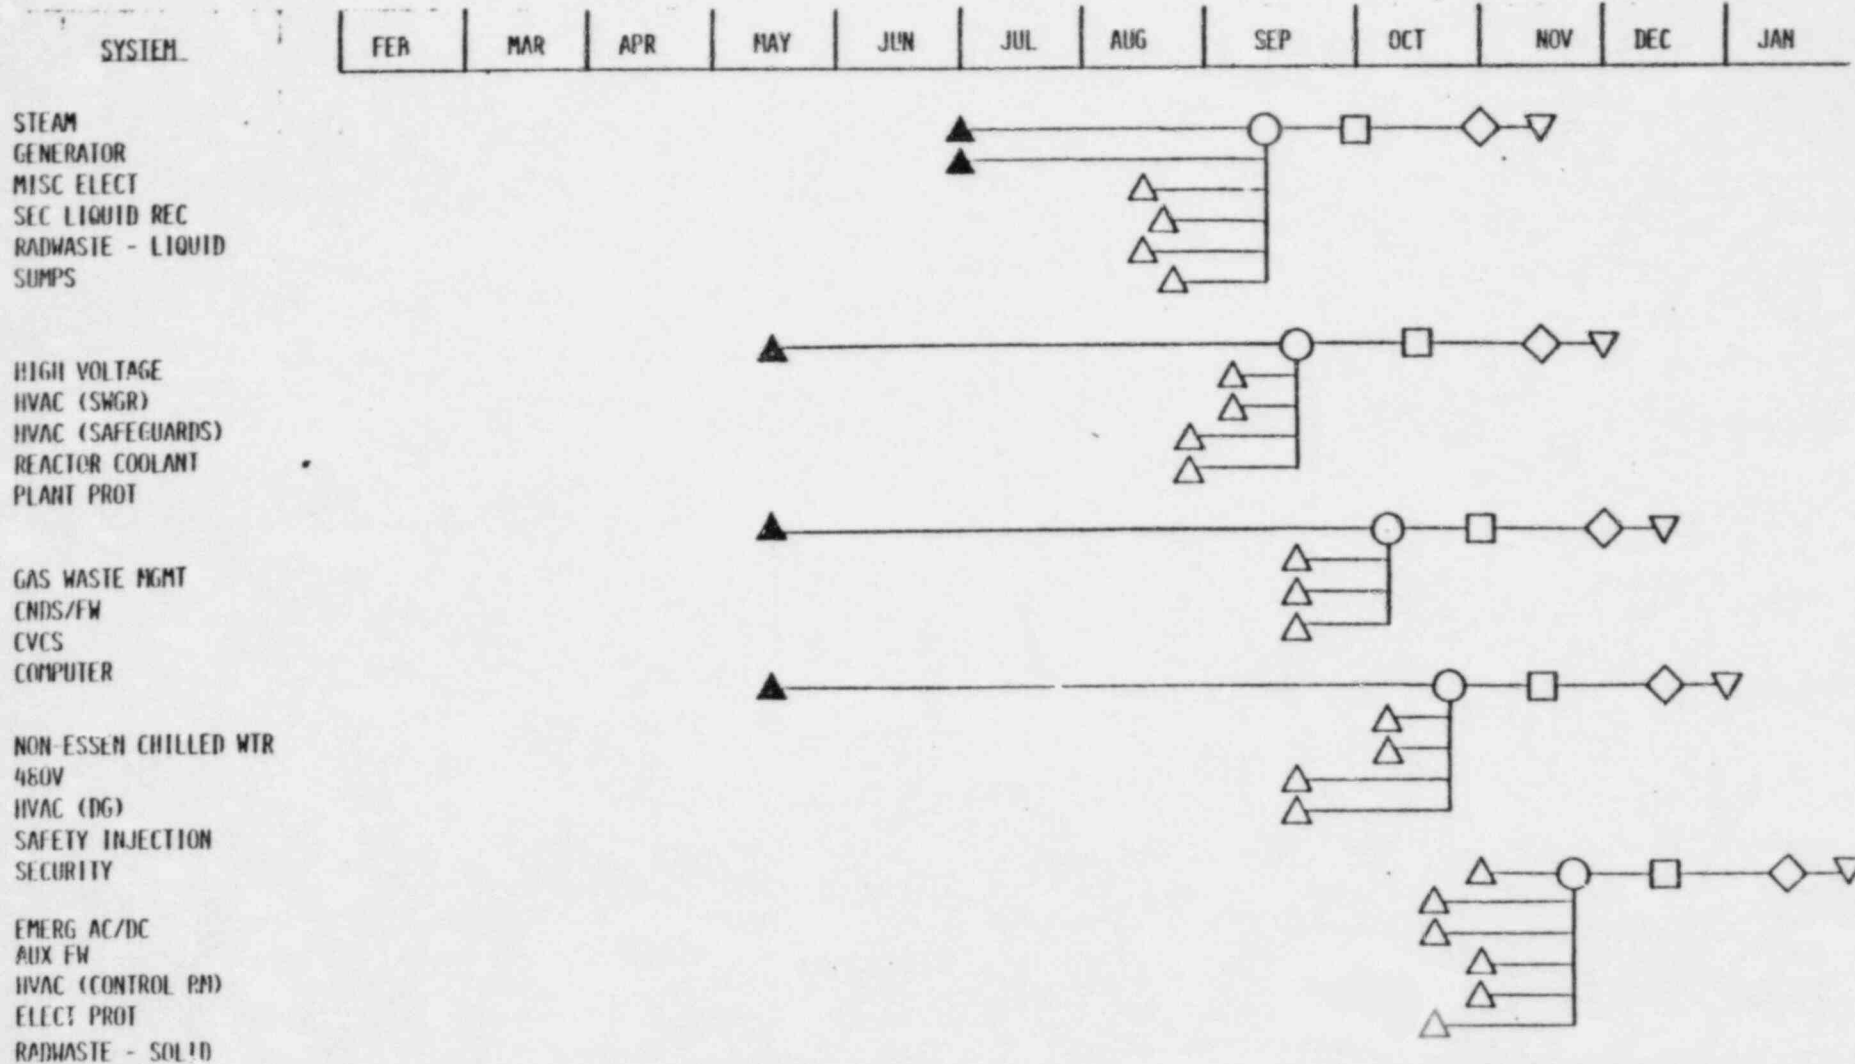 SYSTEM FEB MAR APR MAY JUN JUL AUG SEP OCT NOV DEC JAN
STEAM
GENERATOR
MISC ELECT
SEC LIQUID REC
RADWASTE - LIQUID
SUMPS
HIGH VOLTAGE
HVAC (SWGR)
HVAC (SAFEGUARDS)
REACTOR COOLANT
PLANT PROT
GAS WASTE MGMT
CNDS/FW
CVCS
COMPUTER
NON-ESSEN CHILLED WTR
480V
HVAC (DG)
SAFETY INJECTION
SECURITY
EMERG AC/DC
AUX FW
HVAC (CONTROL RM)
ELECT PROT
RADWASTE - SOLID